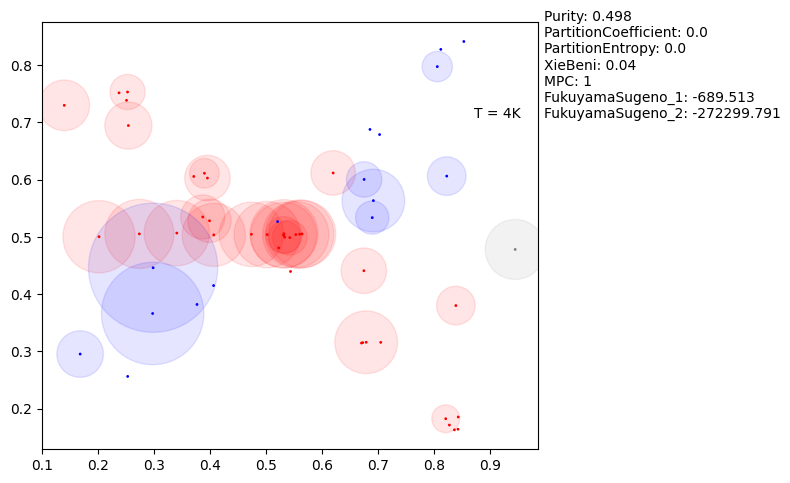 Purity: 0.498
PartitionCoefficient: 0.0
PartitionEntropy: 0.0
XieBeni: 0.04
MPC: 1
FukuyamaSugeno_1: -689.513
FukuyamaSugeno_2: -272299.791
T = 4K
0.8
0.7
0.6
0.5
0.4
0.3
0.2
0.1 0.2 0.3 0.4 0.5 0.6 0.7 0.8 0.9